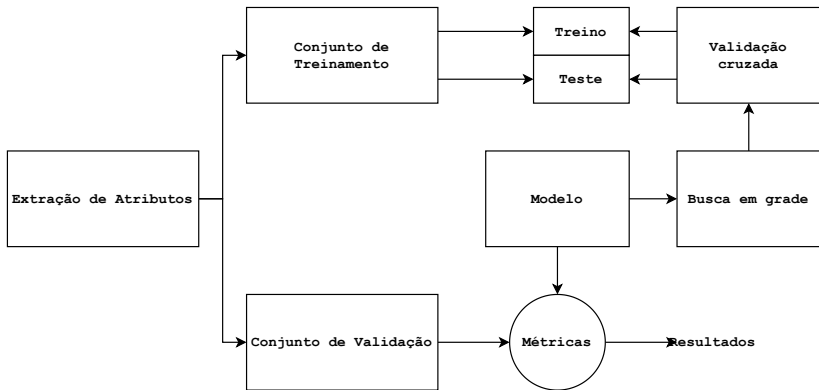 Conjunto de
Treinamento
Treino
Teste
Validação
cruzada
Extração de Atributos
Modelo
Busca em grade
Conjunto de Validação
Métricas
Resultados